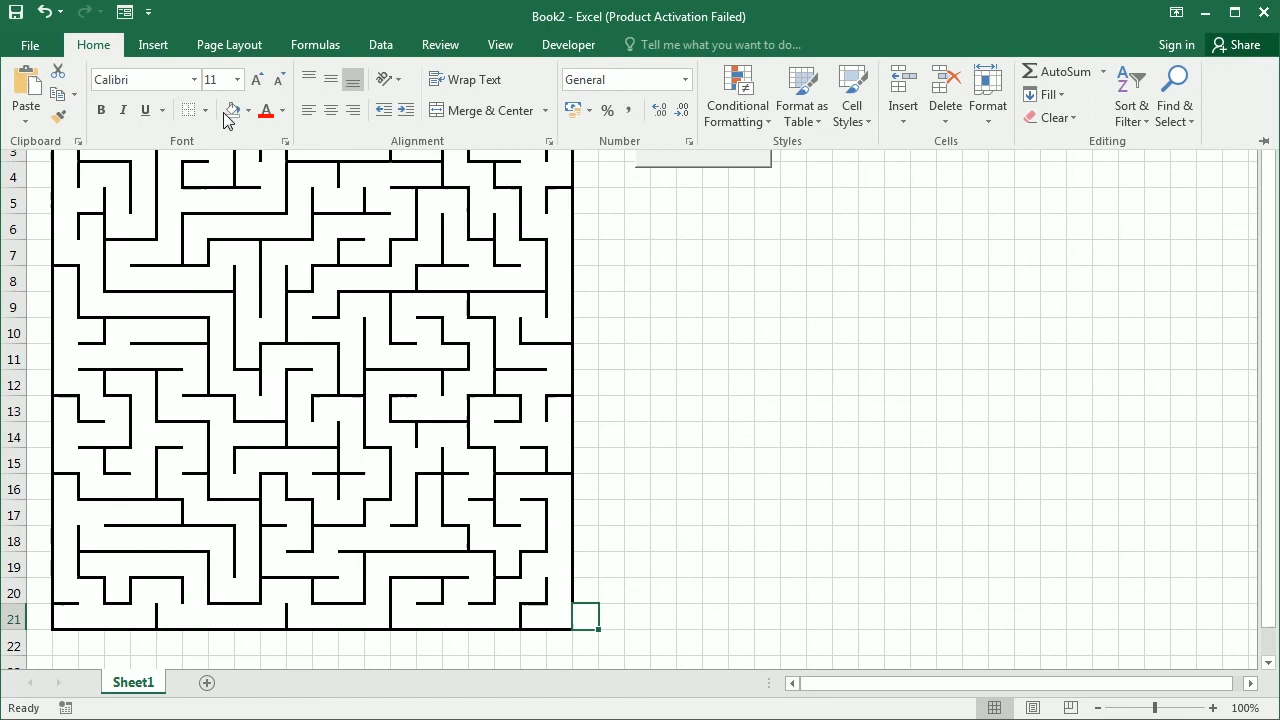 Book2 - Excel (Product Activation Failed)
File Home Insert Page Layout Formulas Data Review View Developer Tell me what you want to do... Sign in Share
Calibri 11 Wrap Text General AutoSum
Paste Conditional Formatting Format as Table Cell Styles Insert Delete Format Fill Sort & Filter Find & Select
B I U A Merge & Center % Clear
Clipboard Font Alignment Number Styles Cells Editing
4
5
6
7
8
9
10
11
12
13
14
15
16
17
18
19
20
21
22
Sheet1
Ready 100%